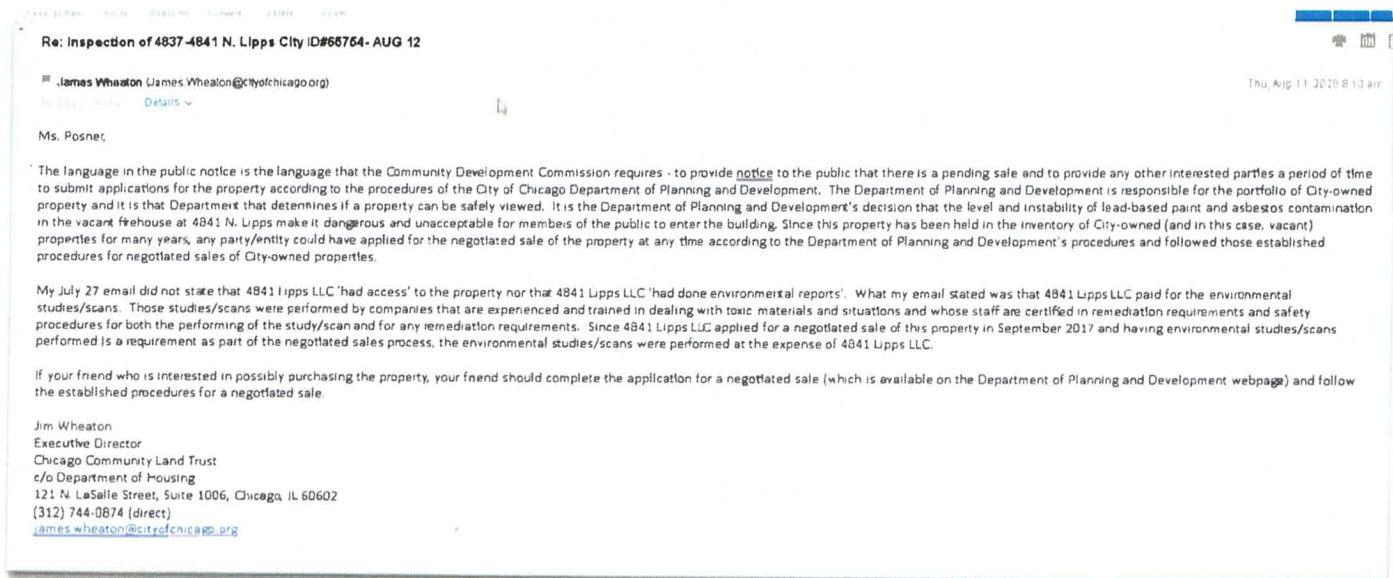 Re: Inspection of 4837-4841 N. Lipps City ID#66764- AUG 12
James Wheaton (James.Wheaton@cityofchicago.org)
Thu, Aug 13, 2020 8:10 am
Details
Ms. Posner,
The language in the public notice is the language that the Community Development Commission requires - to provide notice to the public that there is a pending sale and to provide any other interested parties a period of time
to submit applications for the property according to the procedures of the City of Chicago Department of Planning and Development. The Department of Planning and Development is responsible for the portfolio of City-owned
property and it is that Department that determines if a property can be safely viewed. It is the Department of Planning and Development's decision that the level and instability of lead-based paint and asbestos contamination
in the vacant firehouse at 4841 N. Lipps make it dangerous and unacceptable for members of the public to enter the building. Since this property has been held in the inventory of City-owned (and in this case, vacant)
properties for many years, any party/entity could have applied for the negotiated sale of the property at any time according to the Department of Planning and Development's procedures and followed those established
procedures for negotiated sales of City-owned properties.
My July 27 email did not state that 4841 Lipps LLC 'had access' to the property nor that 4841 Lipps LLC 'had done environmental reports'. What my email stated was that 4841 Lipps LLC paid for the environmental
studies/scans. Those studies/scans were performed by companies that are experienced and trained in dealing with toxic materials and situations and whose staff are certified in remediation requirements and safety
procedures for both the performing of the study/scan and for any remediation requirements. Since 4841 Lipps LLC applied for a negotiated sale of this property in September 2017 and having environmental studies/scans
performed is a requirement as part of the negotiated sales process, the environmental studies/scans were performed at the expense of 4841 Lipps LLC.
If your friend who is interested in possibly purchasing the property, your friend should complete the application for a negotiated sale (which is available on the Department of Planning and Development webpage) and follow
the established procedures for a negotiated sale.
Jim Wheaton
Executive Director
Chicago Community Land Trust
c/o Department of Housing
121 N. LaSalle Street, Suite 1006, Chicago, IL 60602
(312) 744-0874 (direct)
james.wheaton@cityofchicago.org